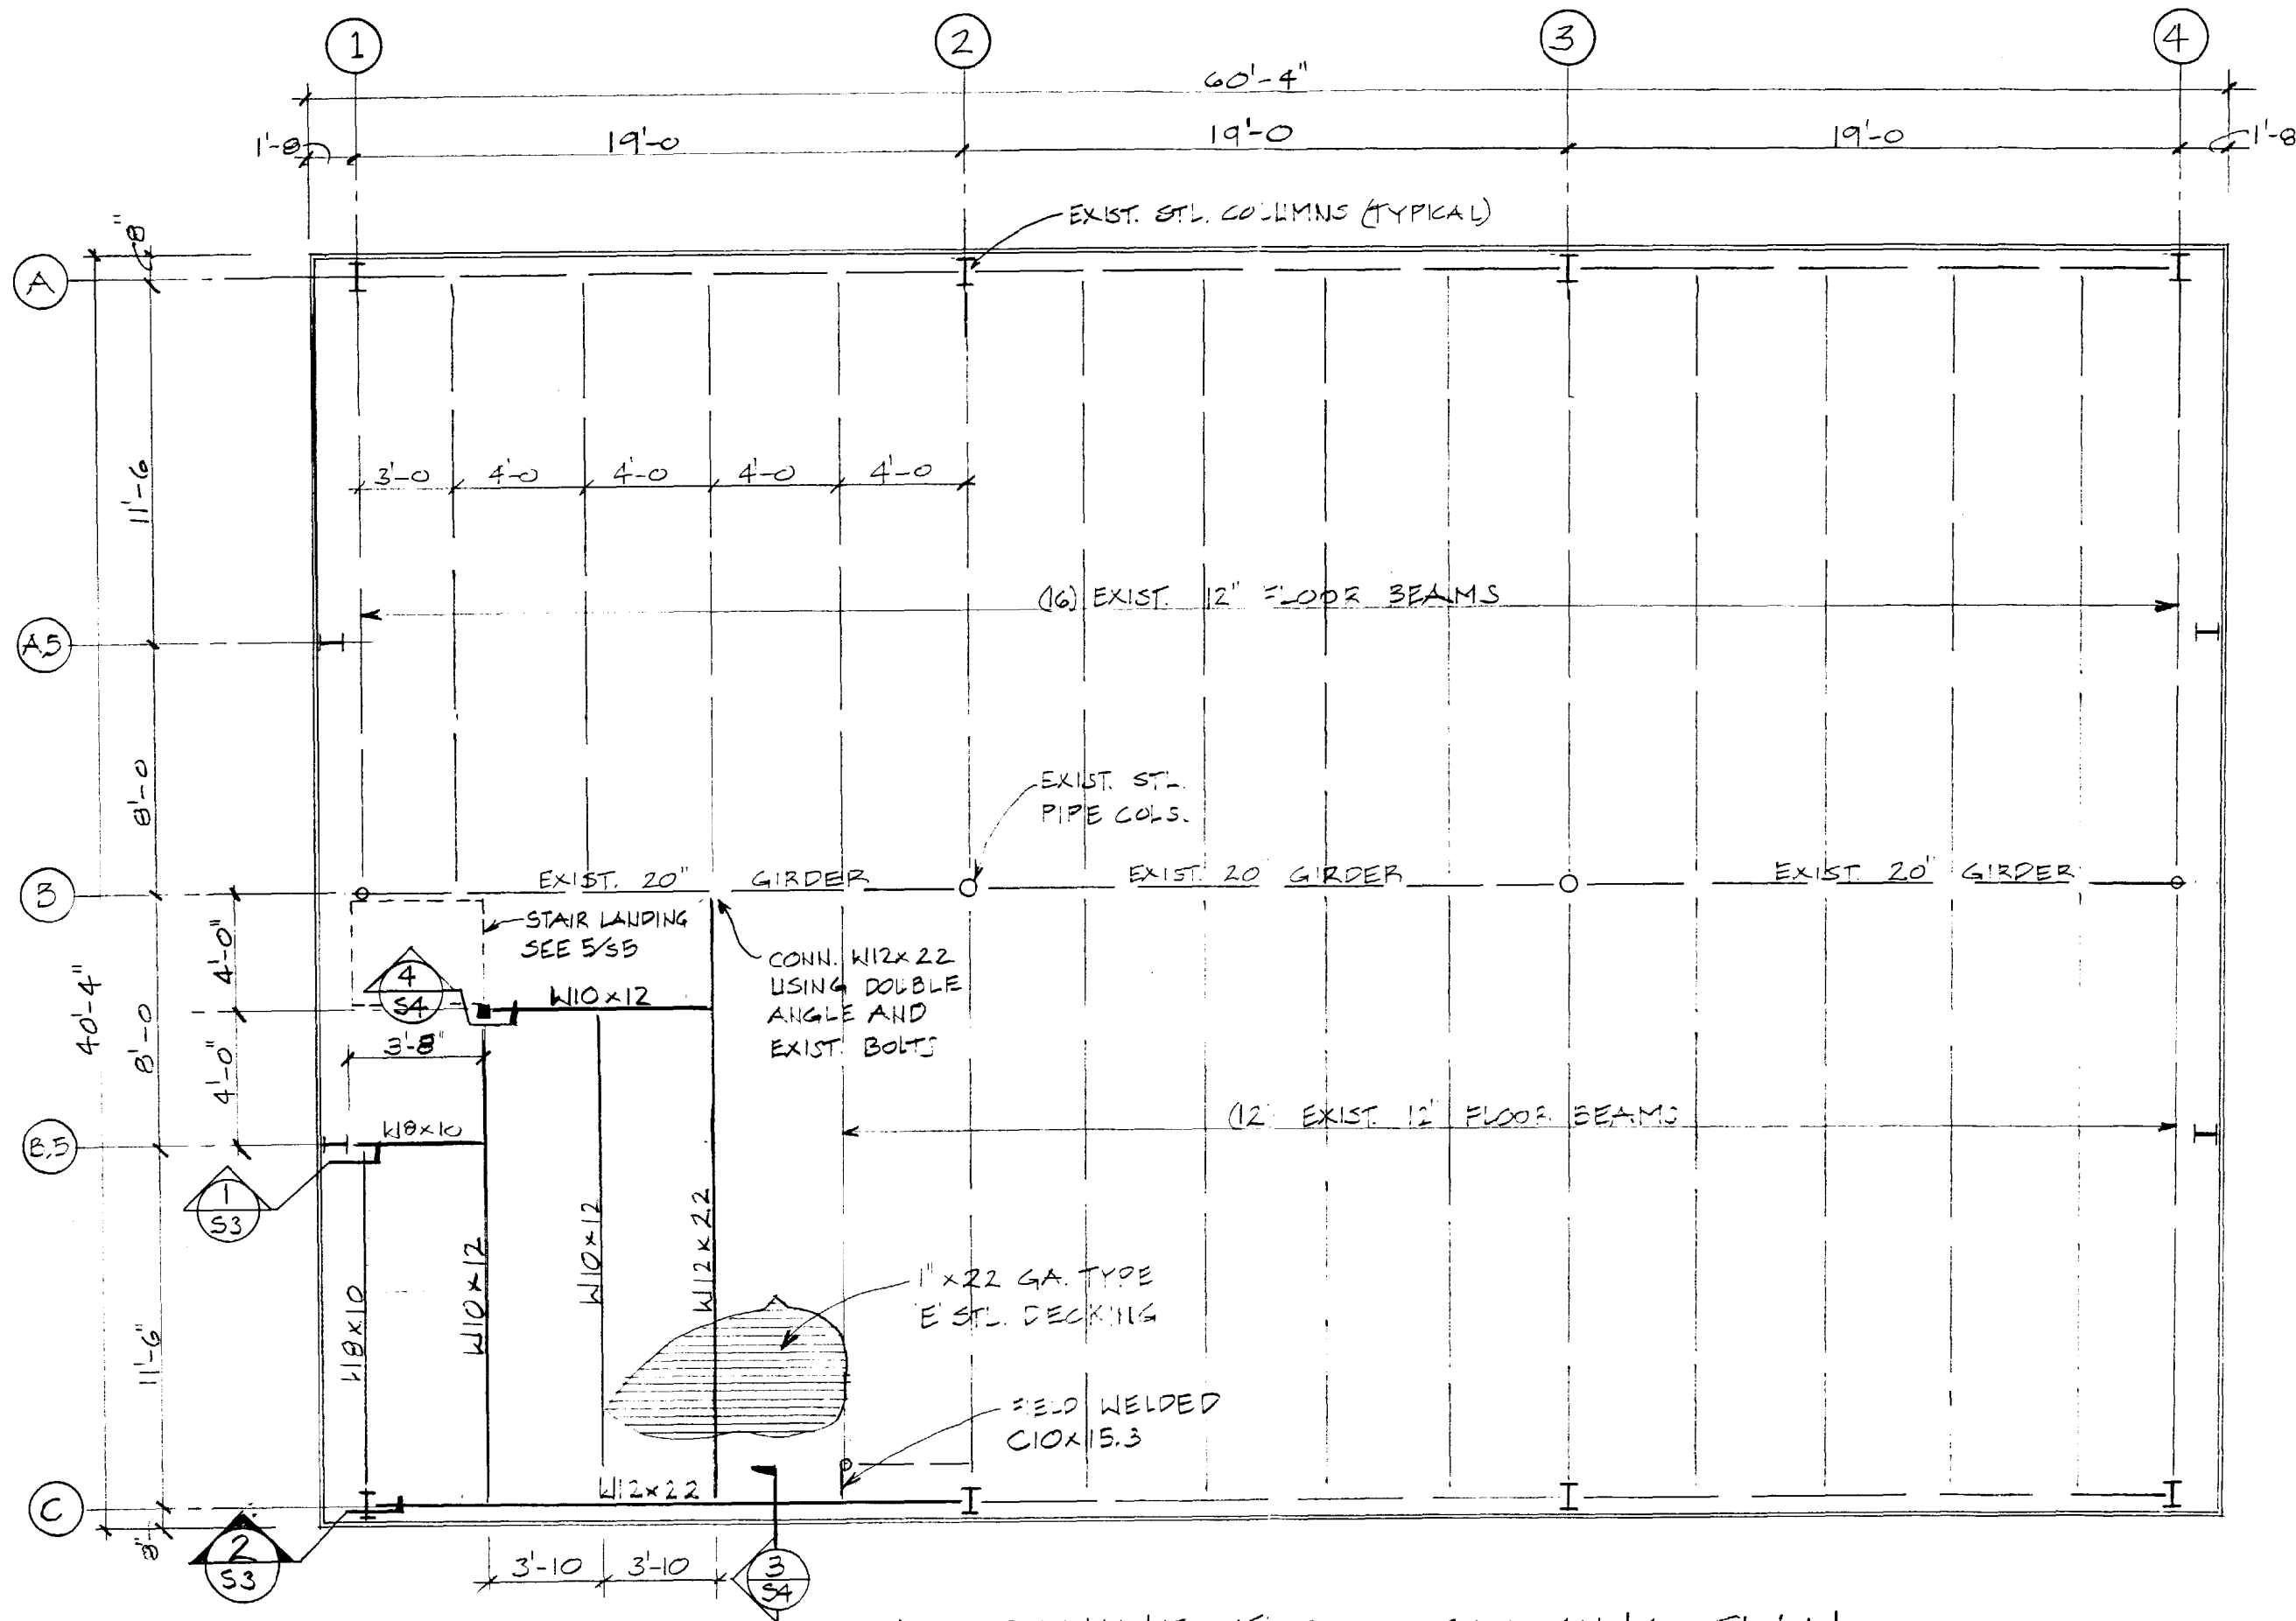 1
2
3
4
60'-4"
1'-8
19'-0
19'-0
19'-0
1'-8
EXIST. STL. COLUMNS (TYPICAL)
8"
A
11'-6
3'-0
4'-0
4'-0
4'-0
4'-0
(16) EXIST. 12" FLOOR BEAMS
A.5
8'-0
EXIST. STL.
PIPE COLS.
B
EXIST. 20" GIRDER
EXIST. 20" GIRDER
EXIST 20" GIRDER
STAIR LANDING
SEE 5/S5
4'-0"
4
S4
W10x12
CONN. W12x22
USING DOUBLE
ANGLE AND
EXIST. BOLTS
40'-4"
8'-0
4'-0"
3'-8"
W8x10
(12) EXIST. 12" FLOOR BEAMS
B.5
1
S3
W8x10
W10x12
W10x12
W12x22
1" x 22 GA. TYPE
'E' STL. DECKING
11'-6"
FIELD WELDED
C10x15.3
W12x22
C
8"
2
S3
3'-10
3'-10
3
S4